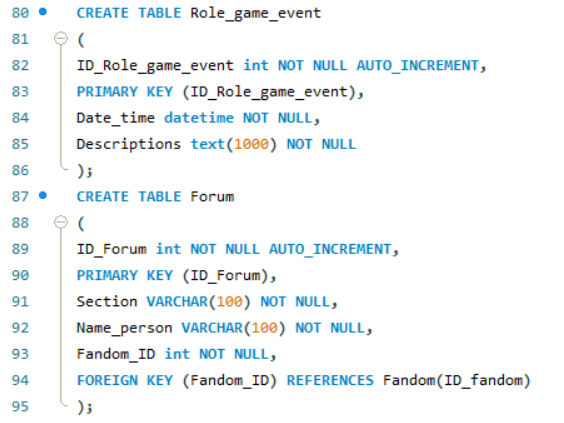 80 CREATE TABLE Role_game_event
81 (
82 ID_Role_game_event int NOT NULL AUTO_INCREMENT,
83 PRIMARY KEY (ID_Role_game_event),
84 Date_time datetime NOT NULL,
85 Descriptions text(1000) NOT NULL
86 );
87 CREATE TABLE Forum
88 (
89 ID_Forum int NOT NULL AUTO_INCREMENT,
90 PRIMARY KEY (ID_Forum),
91 Section VARCHAR(100) NOT NULL,
92 Name_person VARCHAR(100) NOT NULL,
93 Fandom_ID int NOT NULL,
94 FOREIGN KEY (Fandom_ID) REFERENCES Fandom(ID_fandom)
95 );